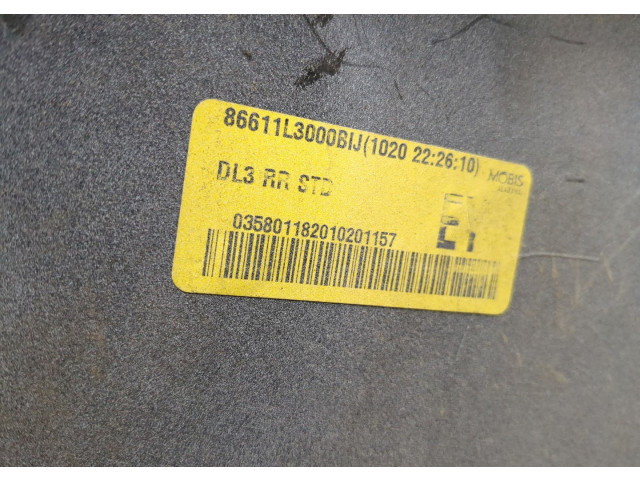 86611L3000BIJ(1020 22:26:10)
MOBIS
DL3 RR STD
035801182010201157